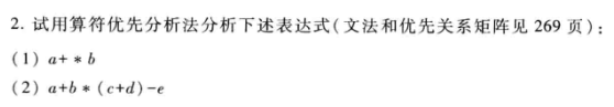 2. 试用算符优先分析法分析下述表达式(文法和优先关系矩阵见 269 页):
(1) a+ * b
(2) a+b * (c+d)-e